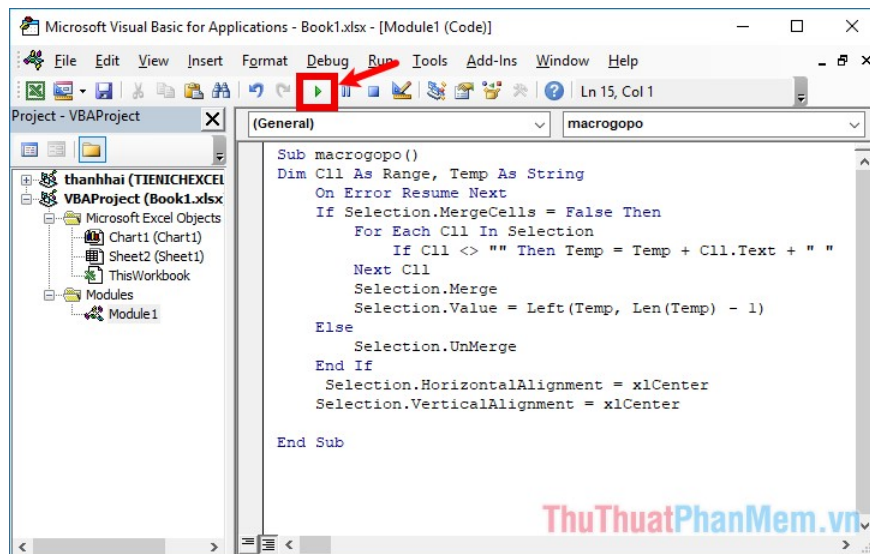 Microsoft Visual Basic for Applications - Book1.xlsx - [Module1 (Code)]
File Edit View Insert Format Debug Run Tools Add-Ins Window Help
Ln 15, Col 1
Project - VBAProject
(General) macrogopo
thanhhai (TIENICHEXCEL
VBAProject (Book1.xlsx
Microsoft Excel Objects
Chart1 (Chart1)
Sheet2 (Sheet1)
ThisWorkbook
Modules
Module1
Sub macrogopo()
Dim Cll As Range, Temp As String
On Error Resume Next
If Selection.MergeCells = False Then
For Each Cll In Selection
If Cll <> "" Then Temp = Temp + Cll.Text + " "
Next Cll
Selection.Merge
Selection.Value = Left(Temp, Len(Temp) - 1)
Else
Selection.UnMerge
End If
Selection.HorizontalAlignment = xlCenter
Selection.VerticalAlignment = xlCenter
End Sub
ThuThuatPhanMem.vn